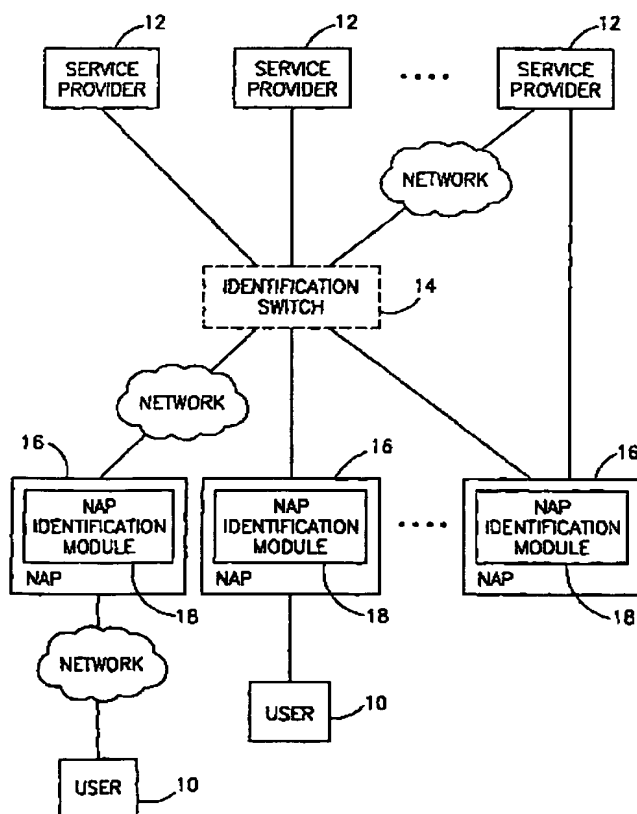 12
12
12
SERVICE
PROVIDER
SERVICE
PROVIDER
SERVICE
PROVIDER
NETWORK
IDENTIFICATION
SWITCH
14
NETWORK
16
16
16
NAP
IDENTIFICATION
MODULE
NAP
NAP
IDENTIFICATION
MODULE
NAP
NAP
IDENTIFICATION
MODULE
NAP
18
18
18
NETWORK
USER
10
USER
10